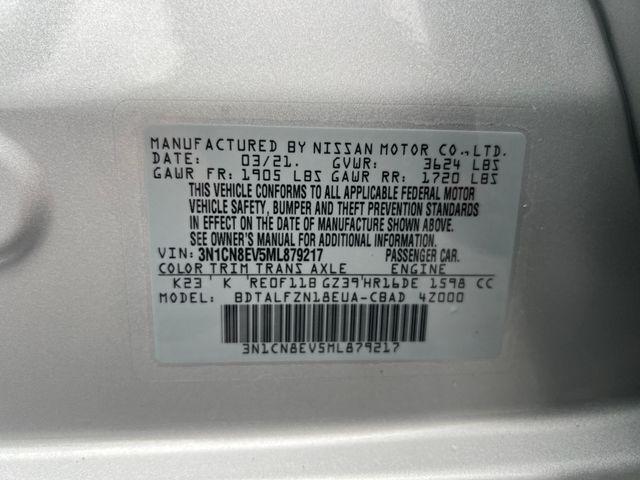 MANUFACTURED BY NISSAN MOTOR CO.,LTD.
DATE: 03/21. GVWR: 3624 LBS
GAWR FR: 1905 LBS GAWR RR: 1720 LBS
THIS VEHICLE CONFORMS TO ALL APPLICABLE FEDERAL MOTOR
VEHICLE SAFETY, BUMPER AND THEFT PREVENTION STANDARDS
IN EFFECT ON THE DATE OF MANUFACTURE SHOWN ABOVE.
SEE OWNER'S MANUAL FOR ADDITIONAL INFORMATION.
VIN: 3N1CN8EV5ML879217 PASSENGER CAR.
COLOR TRIM TRANS AXLE ENGINE
K23 ' K 'RE0F11B GZ39'HR16DE 1598 CC
MODEL: BDTALFZN18EUA-CBAD 4Z000
3N1CN8EV5ML879217